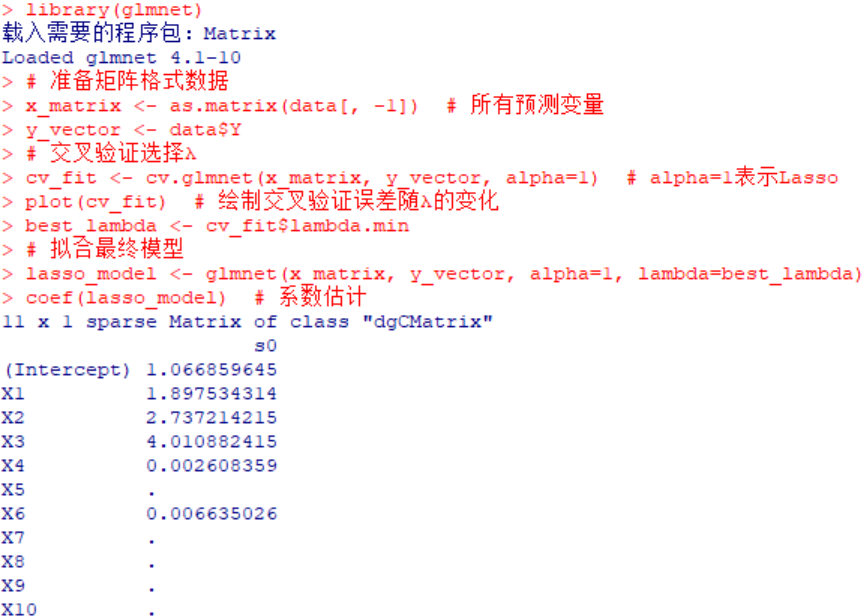 > library(glmnet)
载入需要的程序包：Matrix
Loaded glmnet 4.1-10
> # 准备矩阵格式数据
> x_matrix <- as.matrix(data[, -1])  # 所有预测变量
> y_vector <- data$Y
> # 交叉验证选择λ
> cv_fit <- cv.glmnet(x_matrix, y_vector, alpha=1)  # alpha=1表示Lasso
> plot(cv_fit)  # 绘制交叉验证误差随λ的变化
> best_lambda <- cv_fit$lambda.min
> # 拟合最终模型
> lasso_model <- glmnet(x_matrix, y_vector, alpha=1, lambda=best_lambda)
> coef(lasso_model)  # 系数估计
11 x 1 sparse Matrix of class "dgCMatrix"
                     s0
(Intercept) 1.066859645
X1          1.897534314
X2          2.737214215
X3          4.010882415
X4          0.002608359
X5          .
X6          0.006635026
X7          .
X8          .
X9          .
X10         .